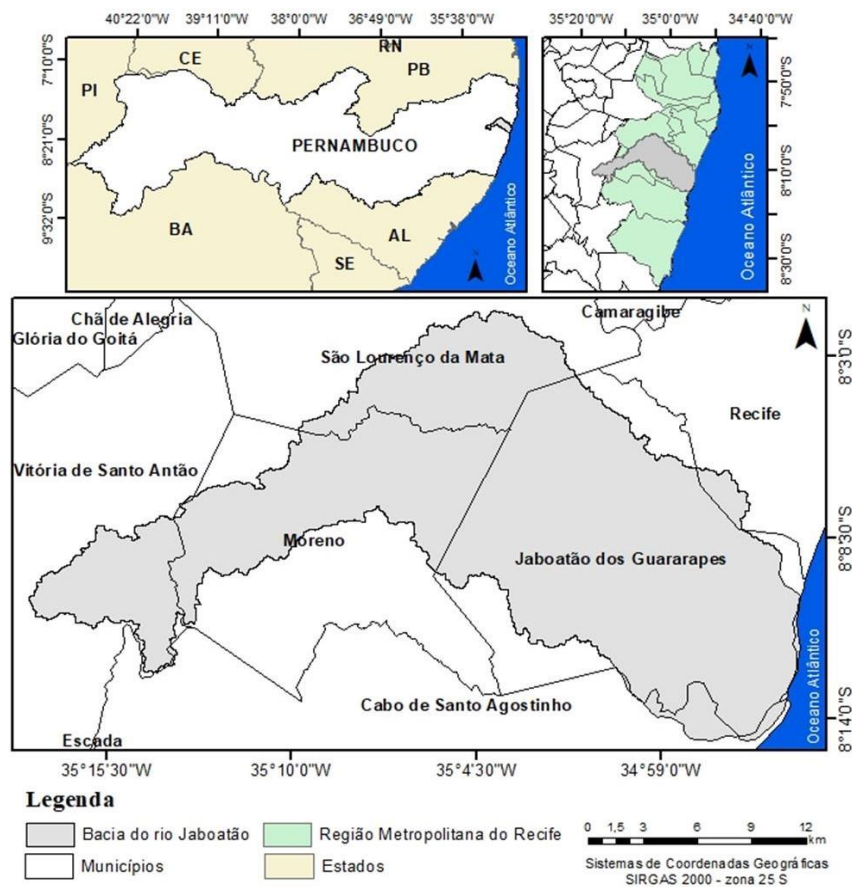 40°22'0"W 39°11'0"W 38°0'0"W 36°49'0"W 35°38'0"W
7°10'0"S
8°21'0"S
9°32'0"S
RN
CE
PB
PI
PERNAMBUCO
BA
AL
SE
Oceano Atlântico
N
35°20'0"W 35°0'0"W 34°40'0"W
7°50'0"S
8°10'0"S
8°30'0"S
Oceano Atlântico
N
Chã de Alegria
Glória do Goitá
Camaragibe
São Lourenço da Mata
Recife
Vitória de Santo Antão
Moreno
Jaboatão dos Guararapes
Cabo de Santo Agostinho
Escada
Oceano Atlântico
N
8°3'0"S
8°8'30"S
8°14'0"S
35°15'30"W 35°10'0"W 35°4'30"W 34°59'0"W
Legenda
Bacia do rio Jaboatão
Região Metropolitana do Recife
Municípios
Estados
0 1,5 3 6 9 12
km
Sistemas de Coordenadas Geográficas
SIRGAS 2000 - zona 25 S